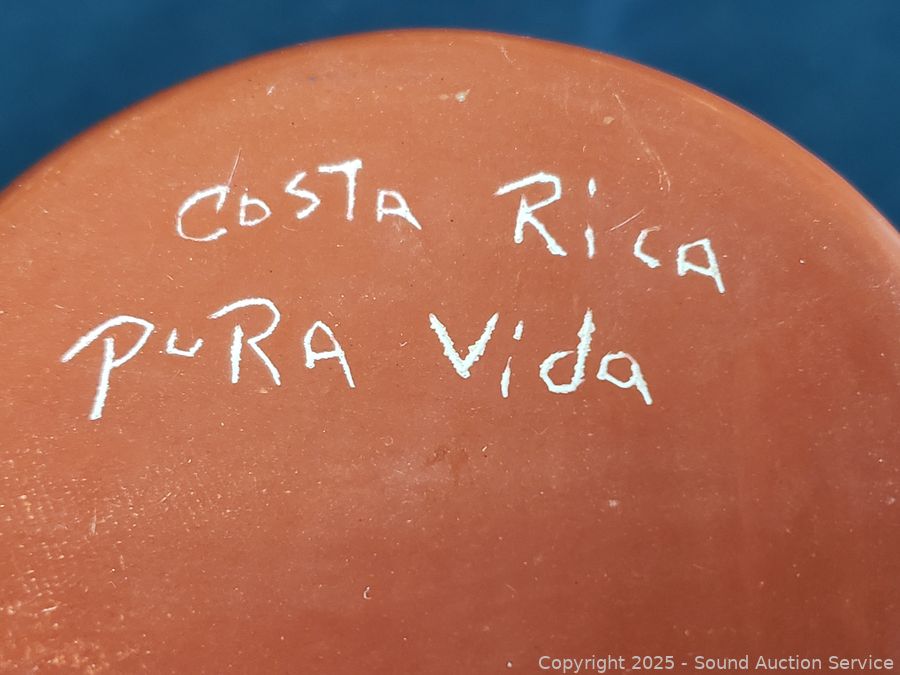 COSTA RiCA
PuRA Vida
Copyright 2025 - Sound Auction Service